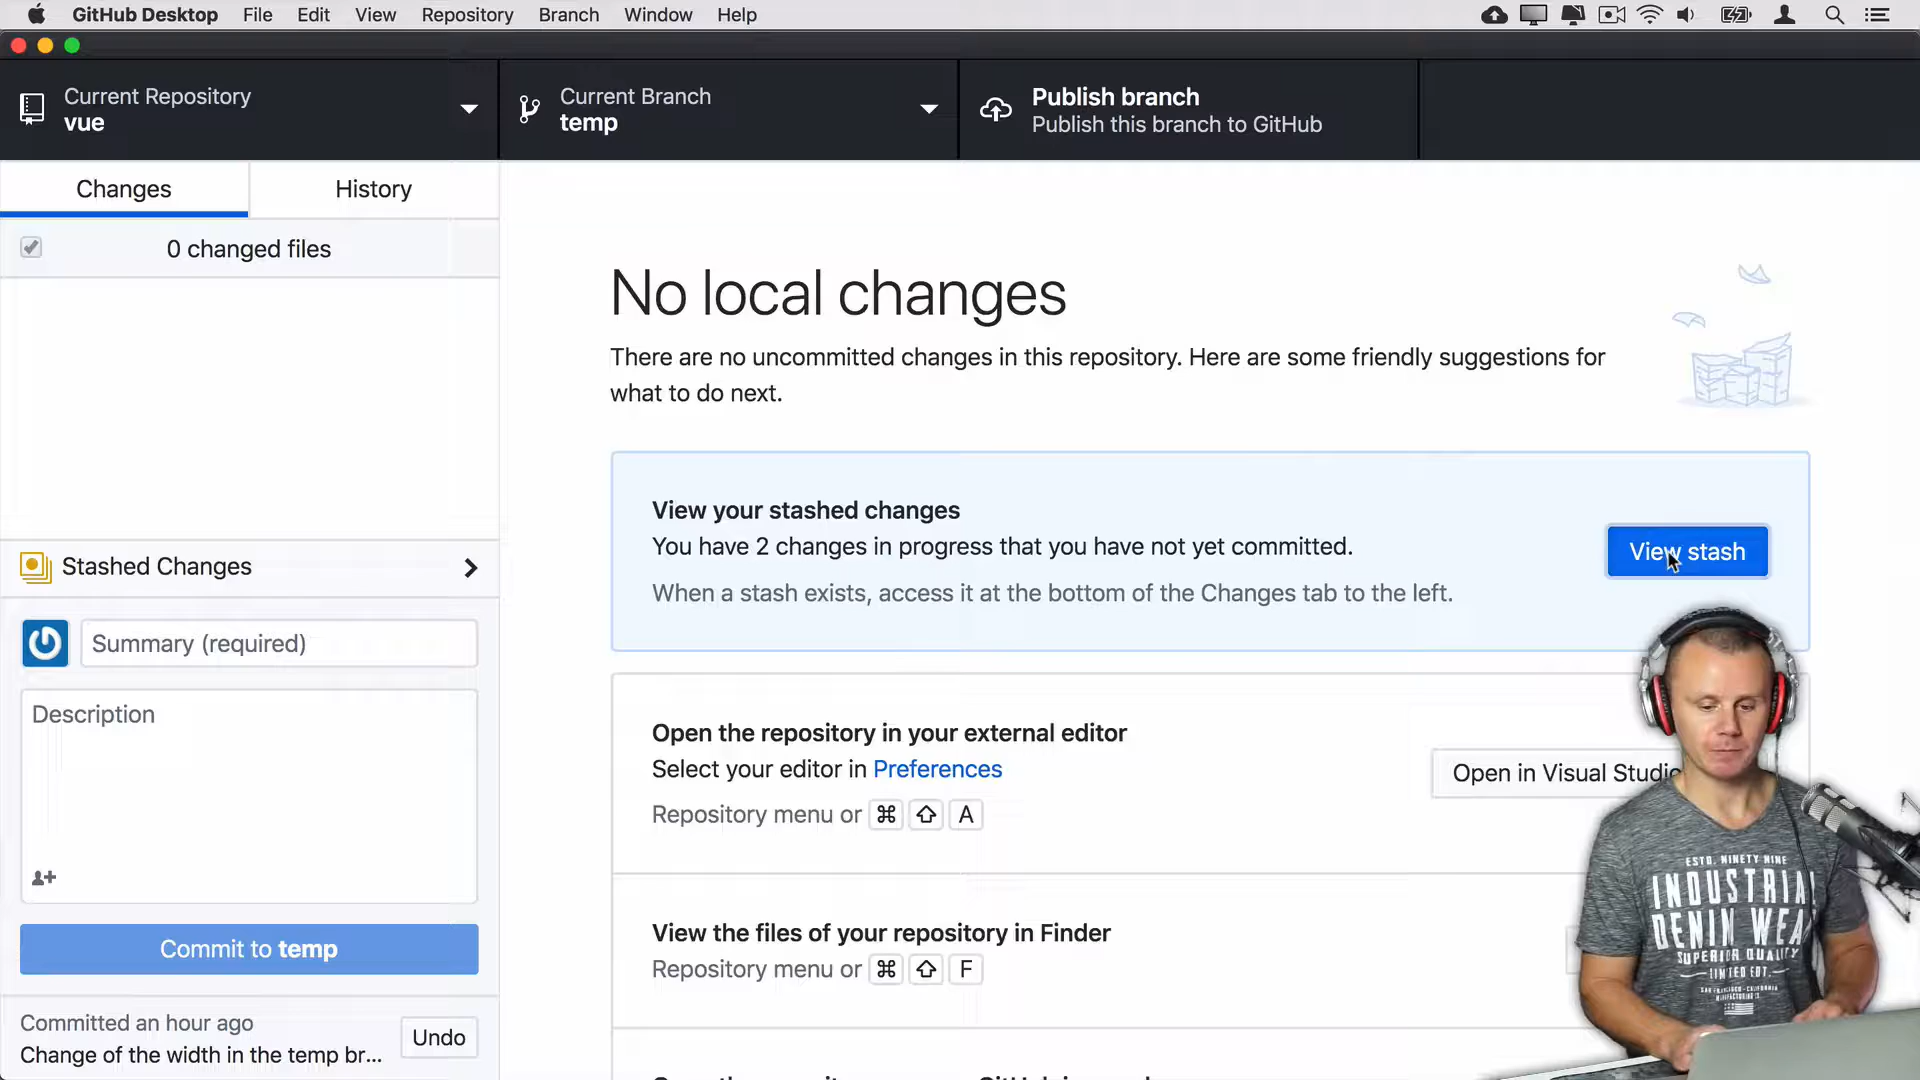 GitHub Desktop File Edit View Repository Branch Window Help
Current Repository
vue
Current Branch
temp
Publish branch
Publish this branch to GitHub
Changes
History
0 changed files
No local changes
There are no uncommitted changes in this repository. Here are some friendly suggestions for
what to do next.
View your stashed changes
You have 2 changes in progress that you have not yet committed.
When a stash exists, access it at the bottom of the Changes tab to the left.
View stash
Stashed Changes
Summary (required)
Description
Commit to temp
Committed an hour ago
Change of the width in the temp br...
Undo
Open the repository in your external editor
Select your editor in Preferences
Repository menu or ⌘ ⇧ A
Open in Visual Studio
View the files of your repository in Finder
Repository menu or ⌘ ⇧ F
ESTD. NINETY NINE
INDUSTRIA
DENIM WEA
SUPERIOR QUALITY
LIMITED EDT.